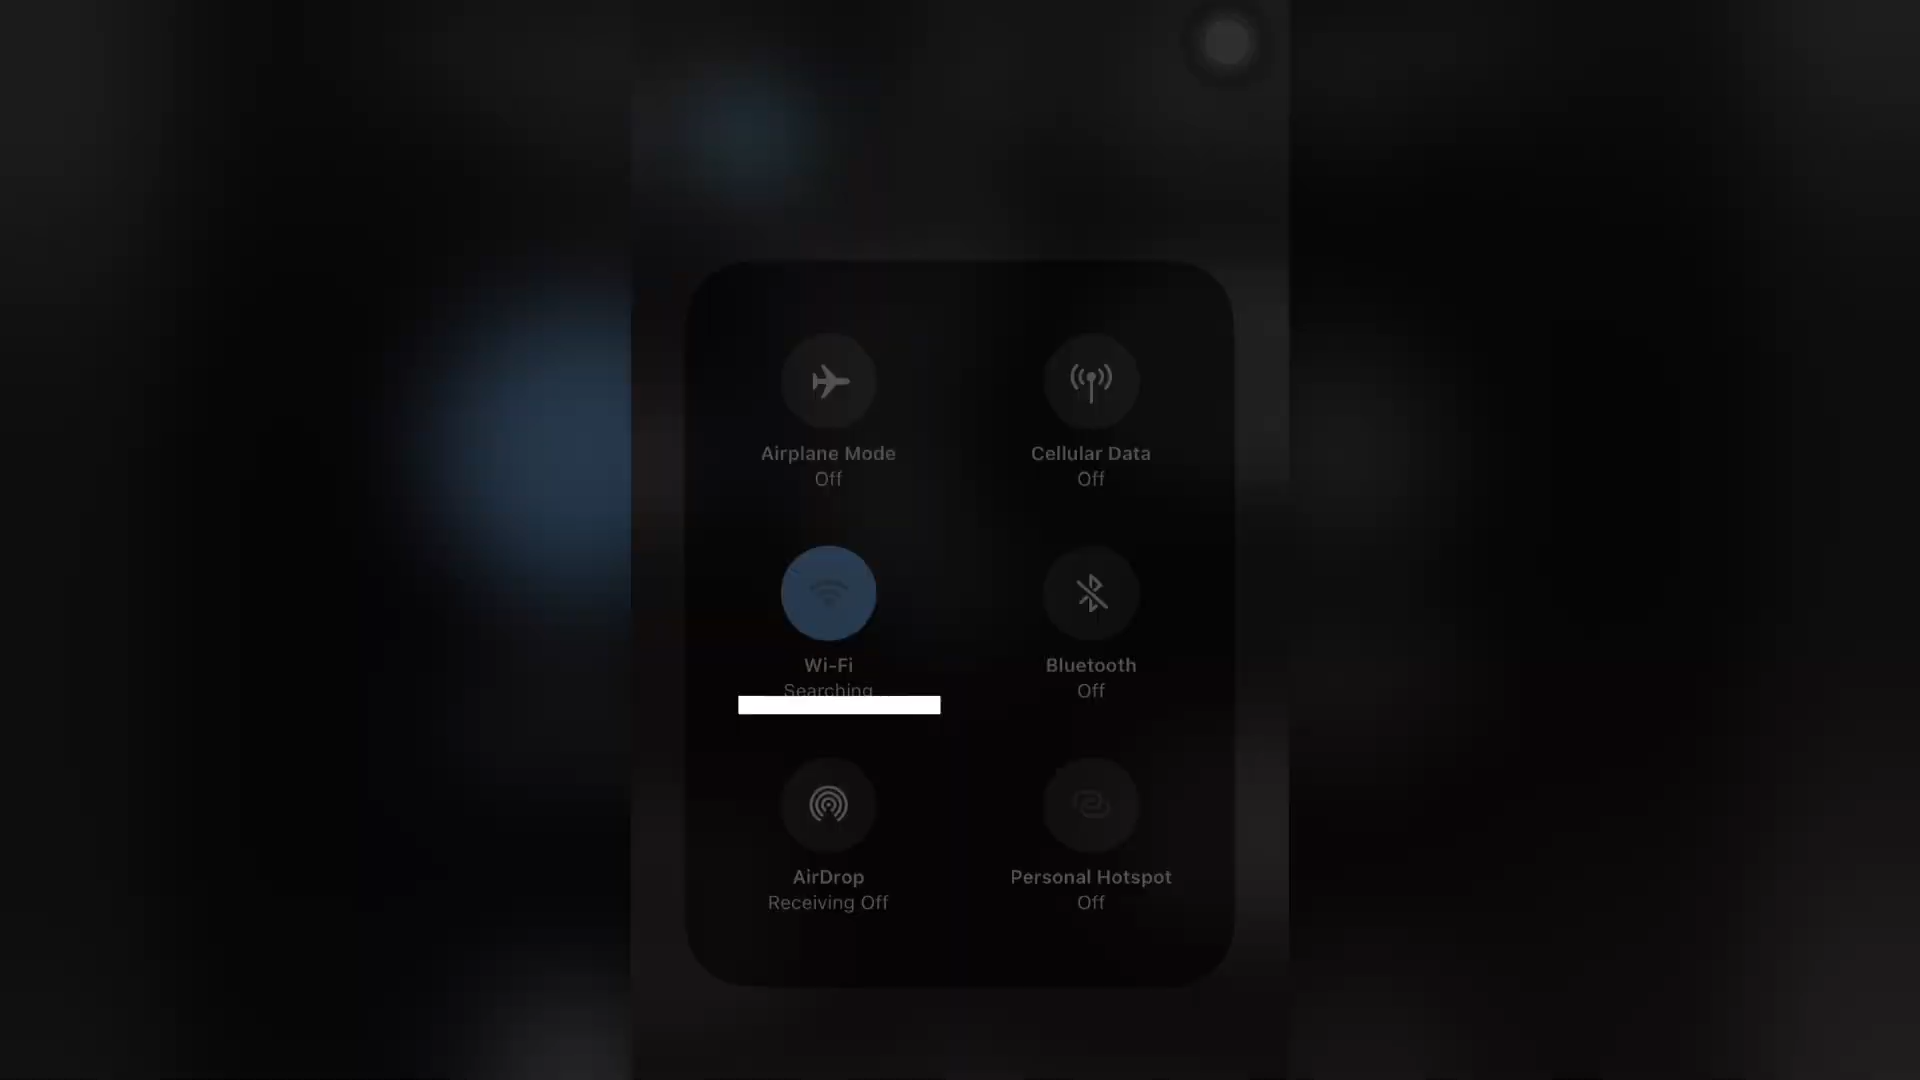 Airplane Mode
Off
Cellular Data
Off
Wi-Fi
Searching
Bluetooth
Off
AirDrop
Receiving Off
Personal Hotspot
Off